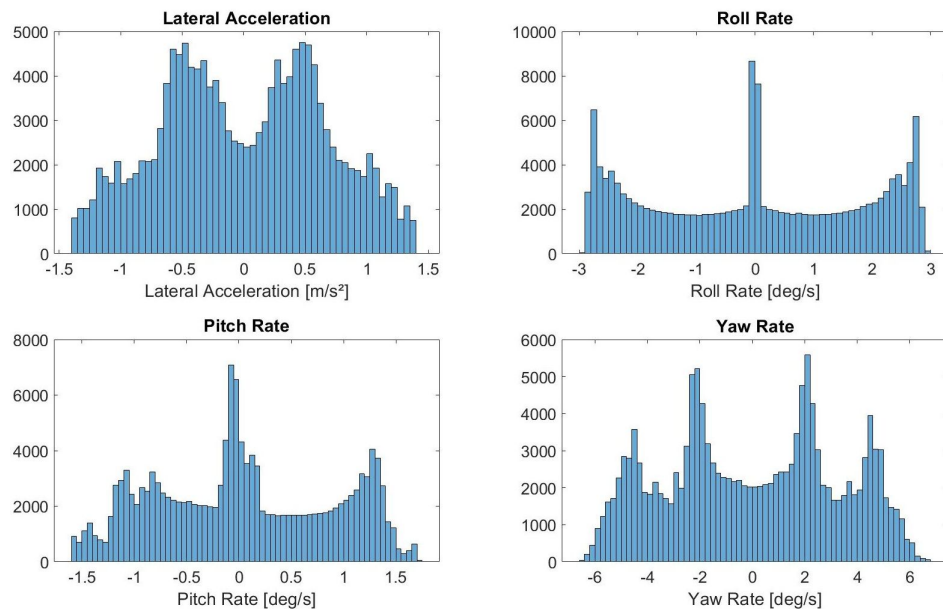 Lateral Acceleration
5000
4000
3000
2000
1000
0
-1.5 -1 -0.5 0 0.5 1 1.5
Lateral Acceleration [m/s²]
Roll Rate
10000
8000
6000
4000
2000
0
-3 -2 -1 0 1 2 3
Roll Rate [deg/s]
Pitch Rate
8000
6000
4000
2000
0
-1.5 -1 -0.5 0 0.5 1 1.5
Pitch Rate [deg/s]
Yaw Rate
6000
5000
4000
3000
2000
1000
0
-6 -4 -2 0 2 4 6
Yaw Rate [deg/s]